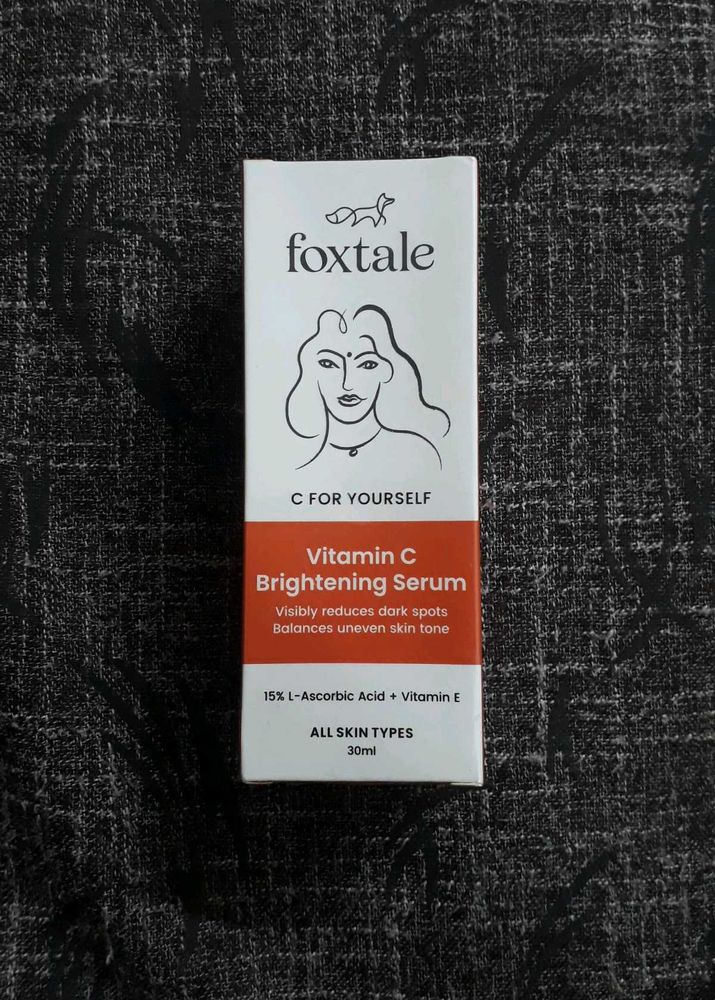 foxtale
C FOR YOURSELF
Vitamin C
Brightening Serum
Visibly reduces dark spots
Balances uneven skin tone
15% L-Ascorbic Acid + Vitamin E
ALL SKIN TYPES
30ml